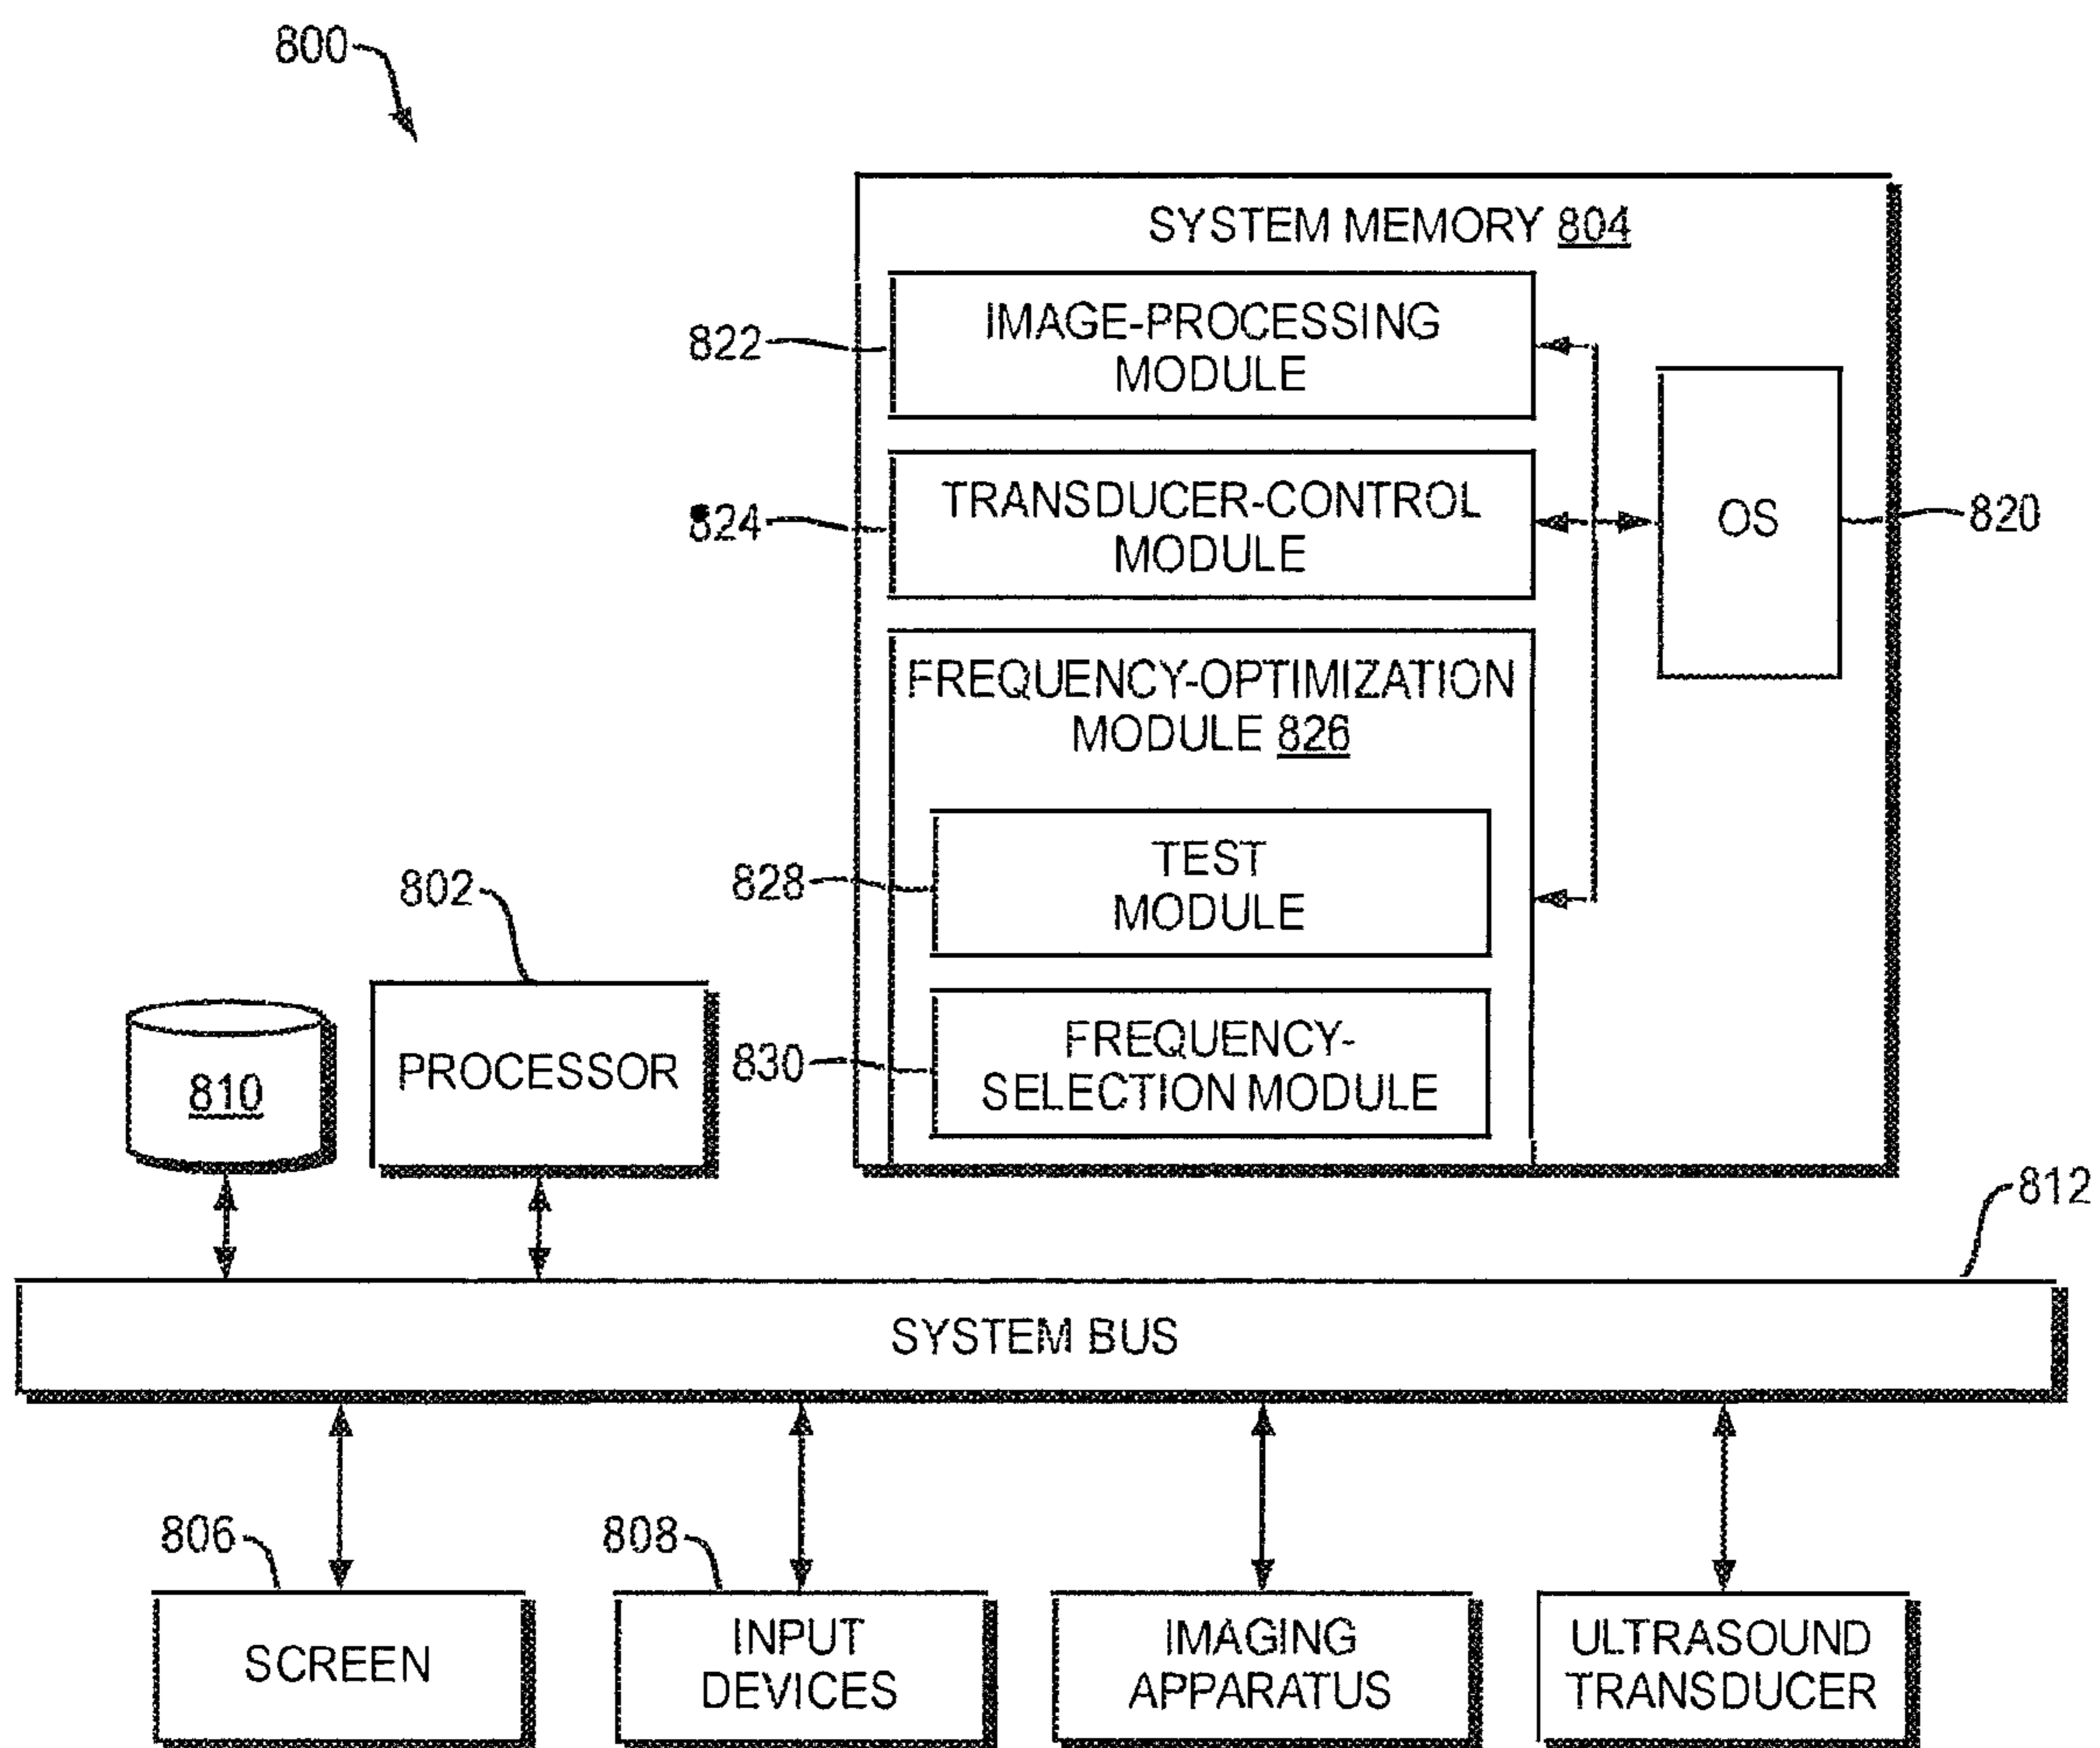 800
SYSTEM MEMORY 804
822
IMAGE-PROCESSING
MODULE
824
TRANSDUCER-CONTROL
MODULE
OS
820
FREQUENCY-OPTIMIZATION
MODULE 826
828
TEST
MODULE
802
810
PROCESSOR
830
FREQUENCY-
SELECTION MODULE
812
SYSTEM BUS
806
808
SCREEN
INPUT
DEVICES
IMAGING
APPARATUS
ULTRASOUND
TRANSDUCER